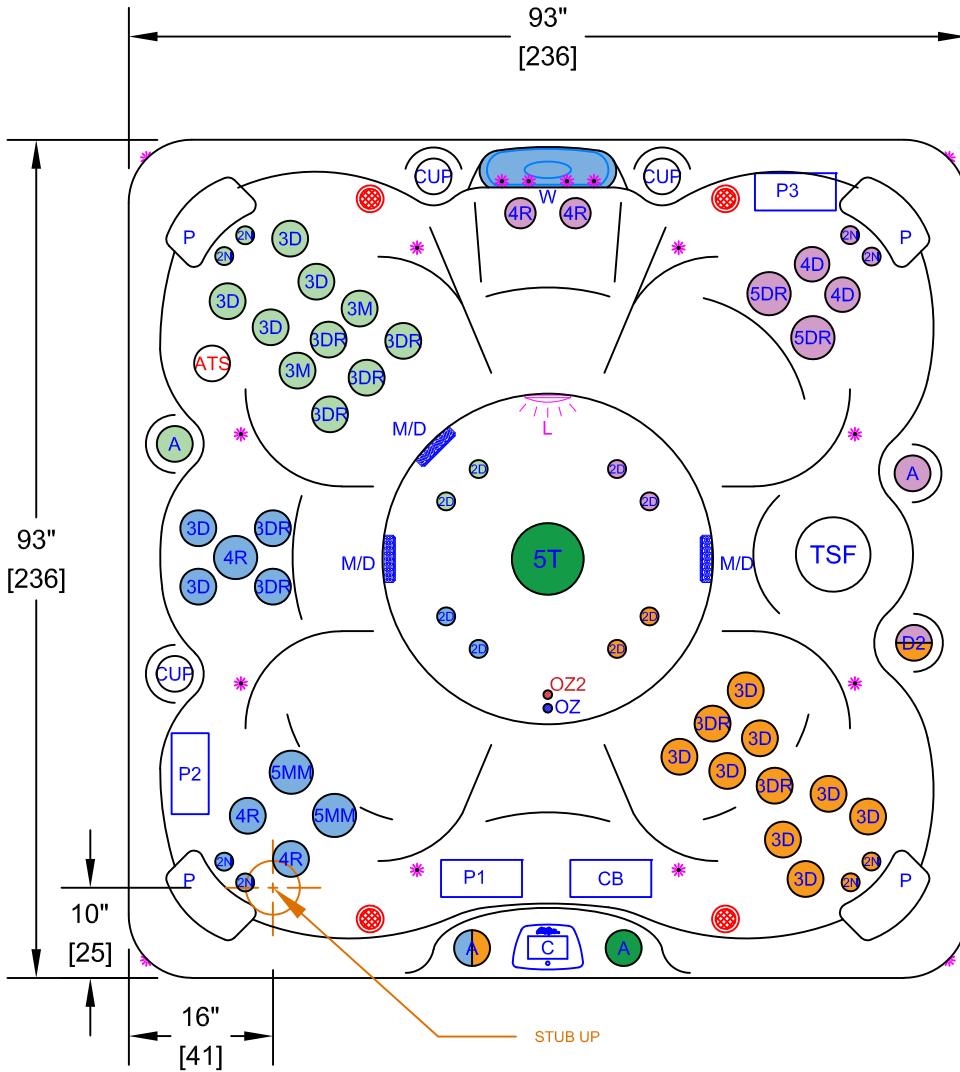 93"
[236]
CUP
CUP
P3
W
4R
4R
P
2N
2N
3D
2N
P
2N
4D
3D
3D
5DR
4D
3M
3D
3DR
3DR
5DR
ATS
3M
3DR
3DR
M/D
L
A
2D
2D
A
2D
2D
93"
[236]
3D
3DR
4R
M/D
5T
M/D
TSF
3D
3DR
2D
2D
D2
2D
2D
CUP
OZ2
OZ
3D
3DR
3D
3D
3D
P2
5MM
3DR
3D
4R
5MM
3D
3D
4R
2N
2N
P
P1
CB
3D
2N
2N
P
10"
[25]
A
C
A
16"
[41]
STUB UP